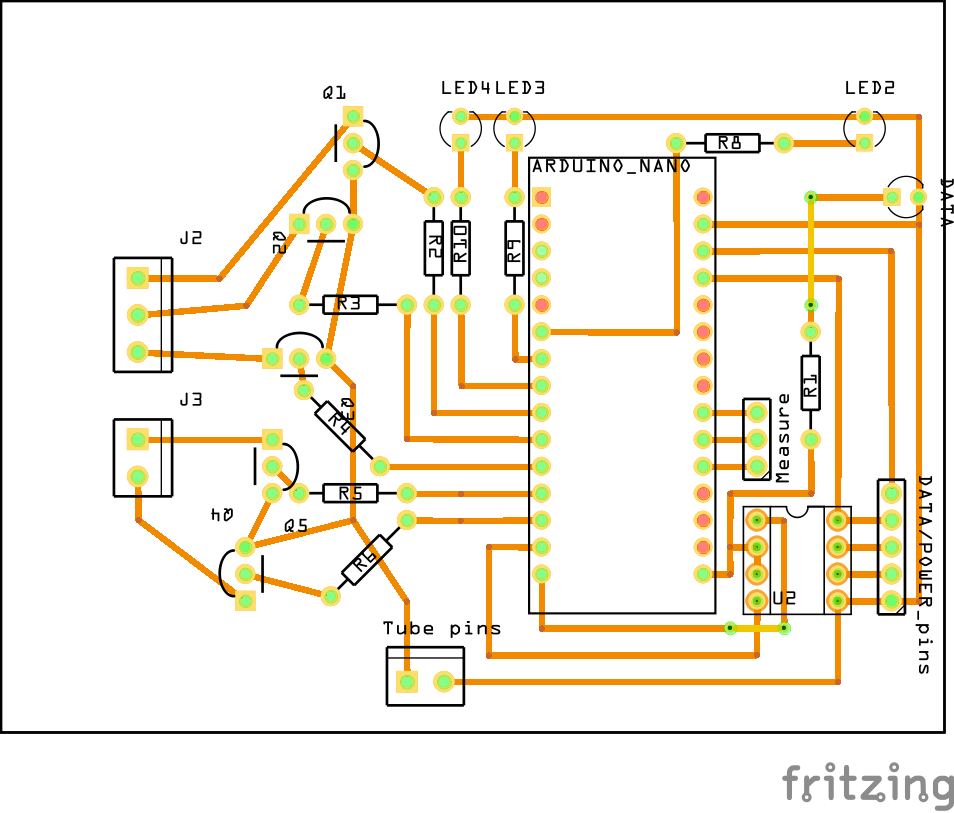 Q1
LED4
LED3
LED2
ARDUINO_NANO
R8
DATA
J2
Q2
R2
R10
R9
R3
R1
J3
Q3
R4
Measure
R5
Q4
Q5
R6
U2
DATA/POWER_pins
Tube pins
fritzing